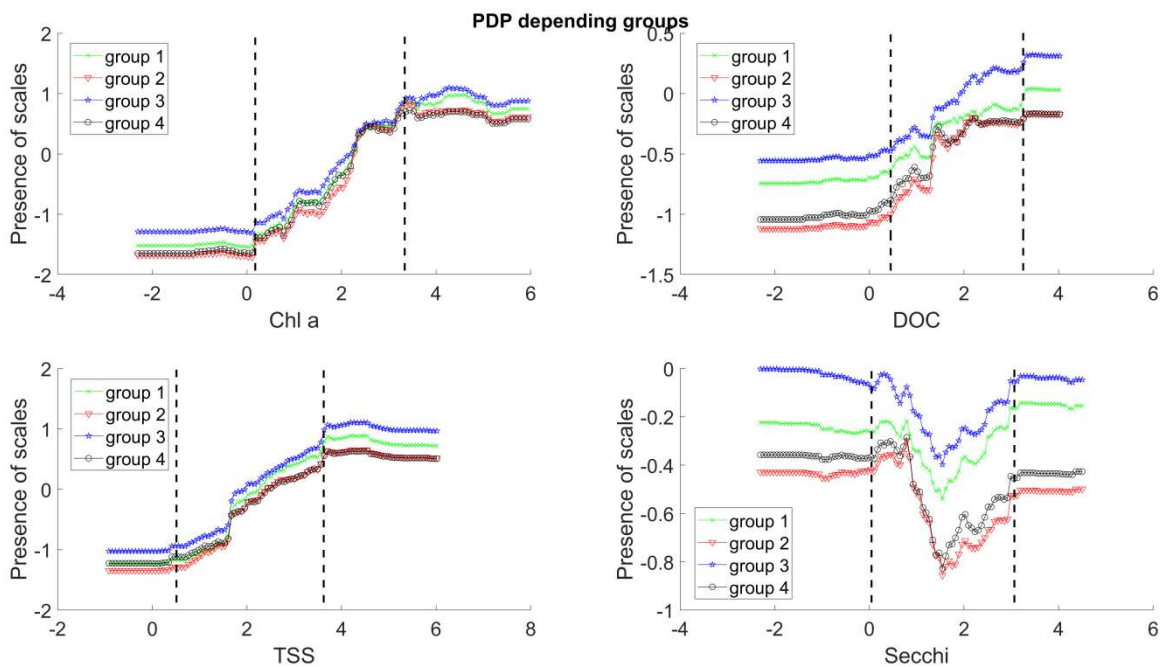 PDP depending groups
2
1
0
-1
-2
Presence of scales
group 1
group 2
group 3
group 4
-2
0
2
4
6
8
Chl a
0.5
0
-0.5
-1
-1.5
Presence of scales
group 1
group 2
group 3
group 4
-4
-2
0
2
4
6
DOC
2
1
0
-1
-2
Presence of scales
group 1
group 2
group 3
group 4
-2
0
2
4
6
8
TSS
0
-0.2
-0.4
-0.6
-0.8
-1
Presence of scales
group 1
group 2
group 3
group 4
-4
-2
0
2
4
6
Secchi